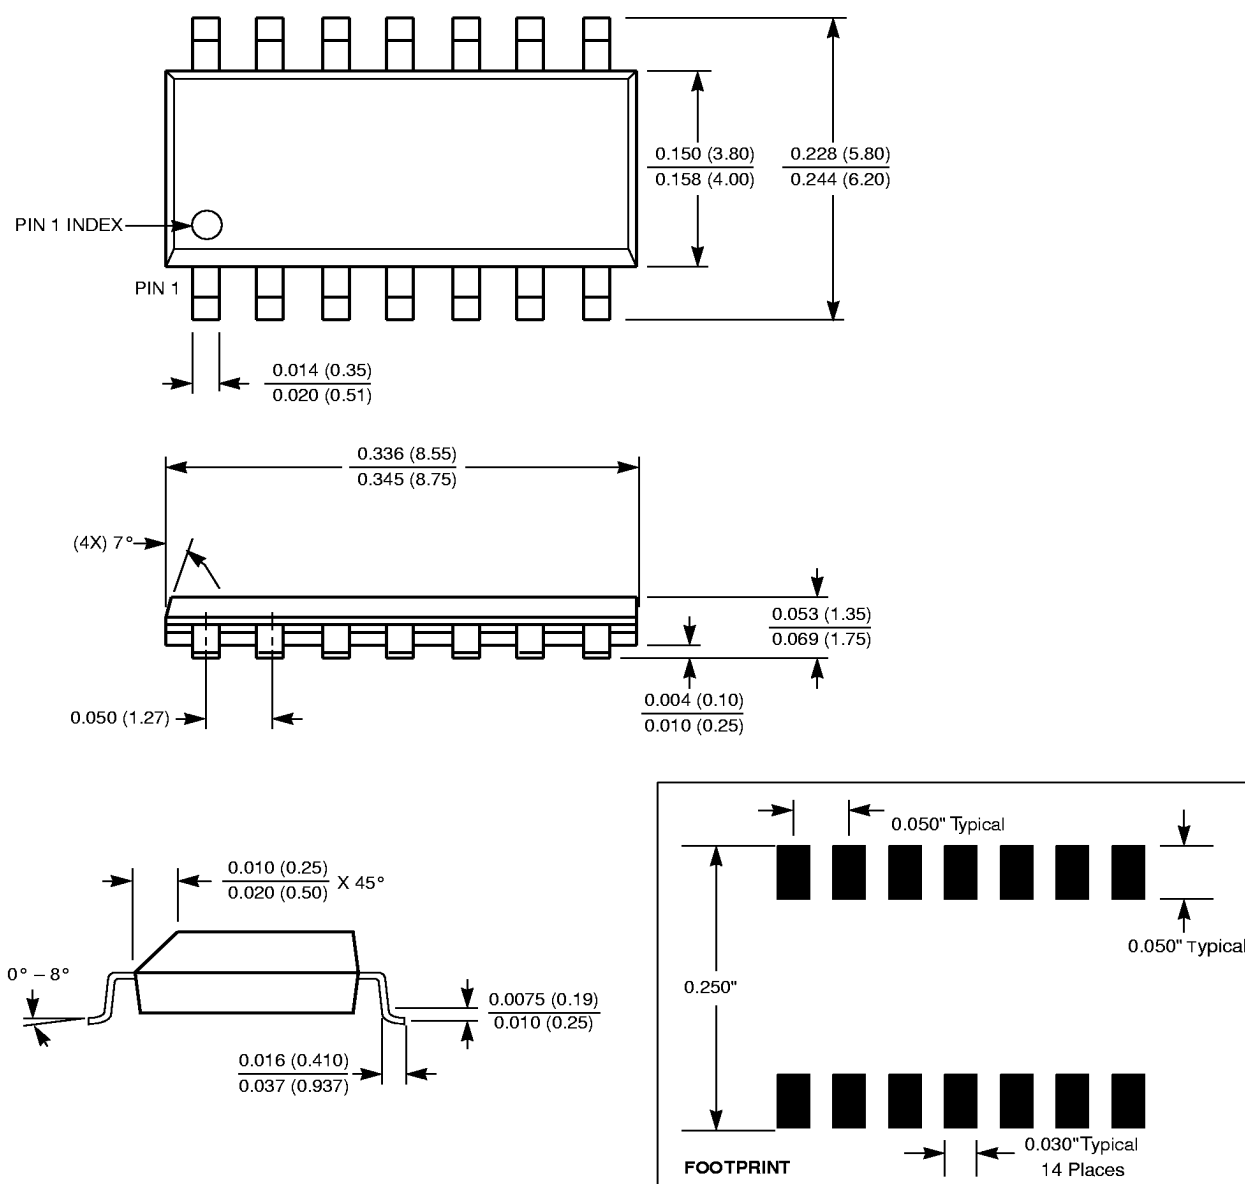 0.150 (3.80)
0.158 (4.00)
0.228 (5.80)
0.244 (6.20)
PIN 1 INDEX
PIN 1
0.014 (0.35)
0.020 (0.51)
0.336 (8.55)
0.345 (8.75)
(4X) 7°
0.053 (1.35)
0.069 (1.75)
0.004 (0.10)
0.010 (0.25)
0.050 (1.27)
0.010 (0.25)
0.020 (0.50)
X 45°
0° – 8°
0.0075 (0.19)
0.010 (0.25)
0.016 (0.410)
0.037 (0.937)
0.050" Typical
0.050" Typical
0.250"
0.030" Typical
14 Places
FOOTPRINT